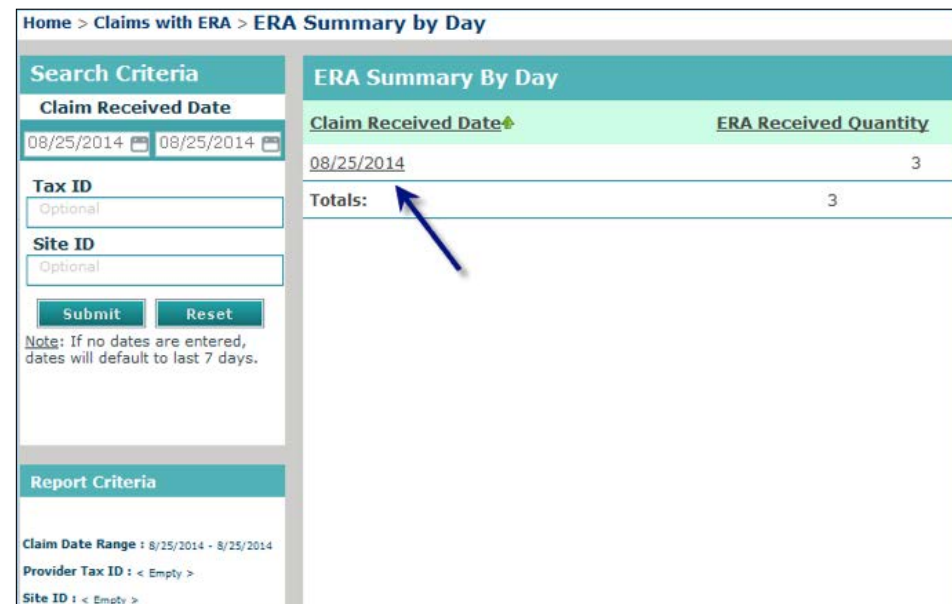 Home > Claims with ERA > ERA Summary by Day
Search Criteria
Claim Received Date
08/25/2014 08/25/2014
Tax ID
Optional
Site ID
Optional
Submit Reset
Note: If no dates are entered,
dates will default to last 7 days.
Report Criteria
Claim Date Range : 8/25/2014 - 8/25/2014
Provider Tax ID : < Empty >
Site ID : < Empty >
ERA Summary By Day
Claim Received Date ERA Received Quantity
08/25/2014 3
Totals: 3